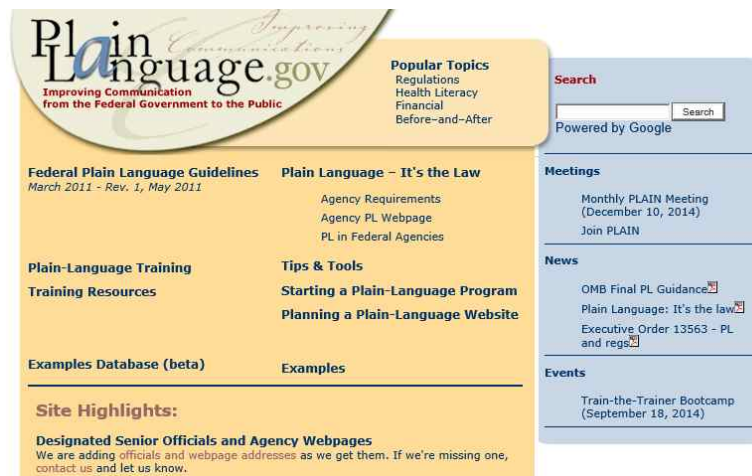 Improving
Communications
Plain
Language.gov
Improving Communication
from the Federal Government to the Public
Popular Topics
Regulations
Health Literacy
Financial
Before-and-After
Search
Search
Powered by Google
Federal Plain Language Guidelines
March 2011 - Rev. 1, May 2011
Plain Language – It's the Law
Agency Requirements
Agency PL Webpage
PL in Federal Agencies
Plain-Language Training
Training Resources
Tips & Tools
Starting a Plain-Language Program
Planning a Plain-Language Website
Examples Database (beta)
Examples
Site Highlights:
Designated Senior Officials and Agency Webpages
We are adding officials and webpage addresses as we get them. If we're missing one,
contact us and let us know.
Meetings
Monthly PLAIN Meeting
(December 10, 2014)
Join PLAIN
News
OMB Final PL Guidance
Plain Language: It's the law
Executive Order 13563 - PL
and regs
Events
Train-the-Trainer Bootcamp
(September 18, 2014)